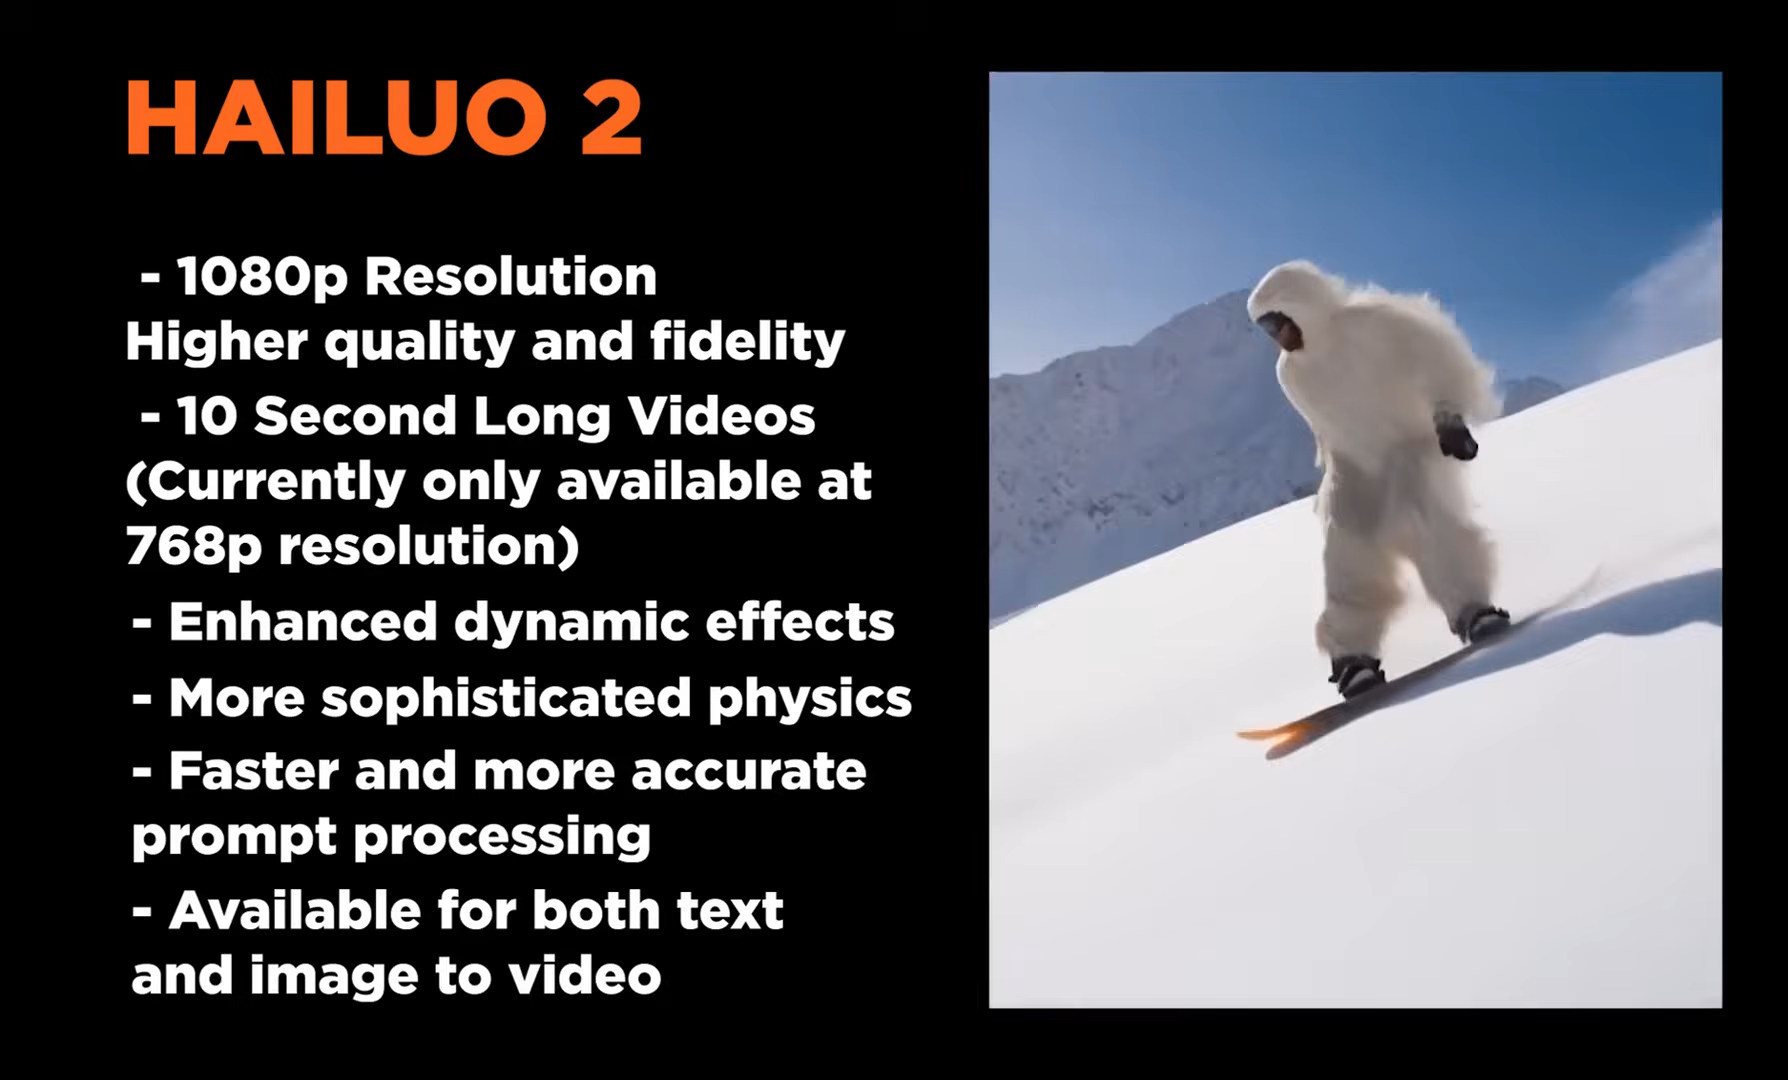 HAILUO 2
- 1080p Resolution
Higher quality and fidelity
- 10 Second Long Videos
(Currently only available at
768p resolution)
- Enhanced dynamic effects
- More sophisticated physics
- Faster and more accurate
prompt processing
- Available for both text
and image to video